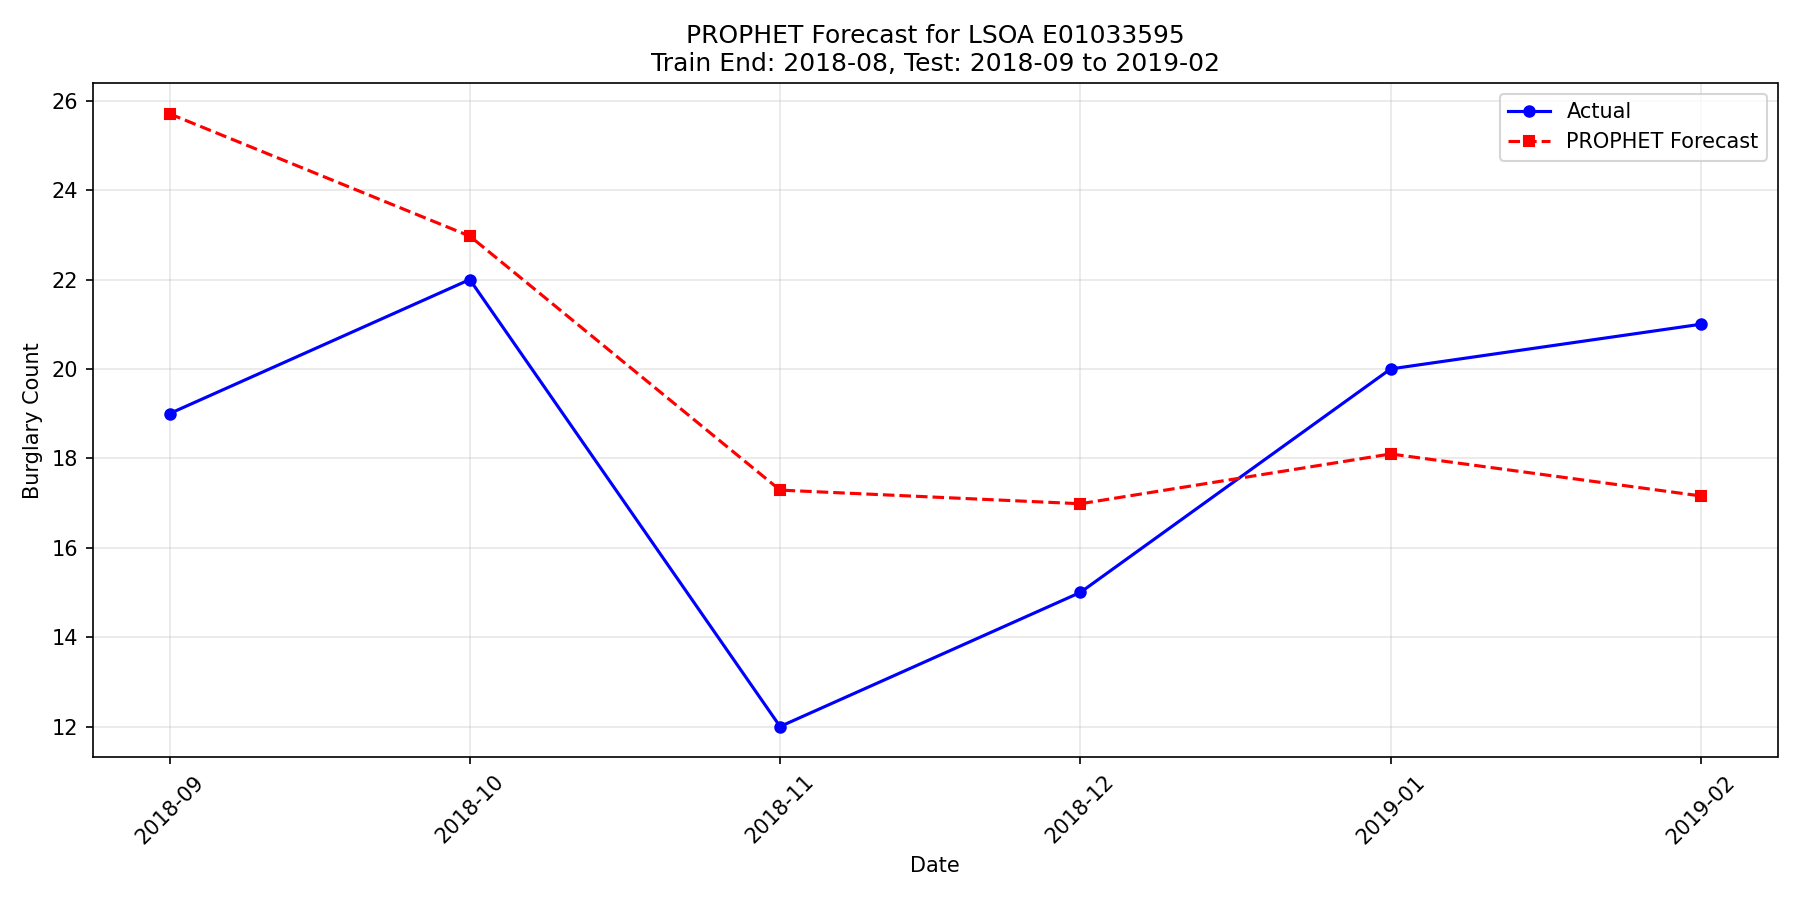 PROPHET Forecast for LSOA E01033595
Train End: 2018-08, Test: 2018-09 to 2019-02
Actual
PROPHET Forecast
Burglary Count
26
24
22
20
18
16
14
12
2018-09
2018-10
2018-11
2018-12
2019-01
2019-02
Date